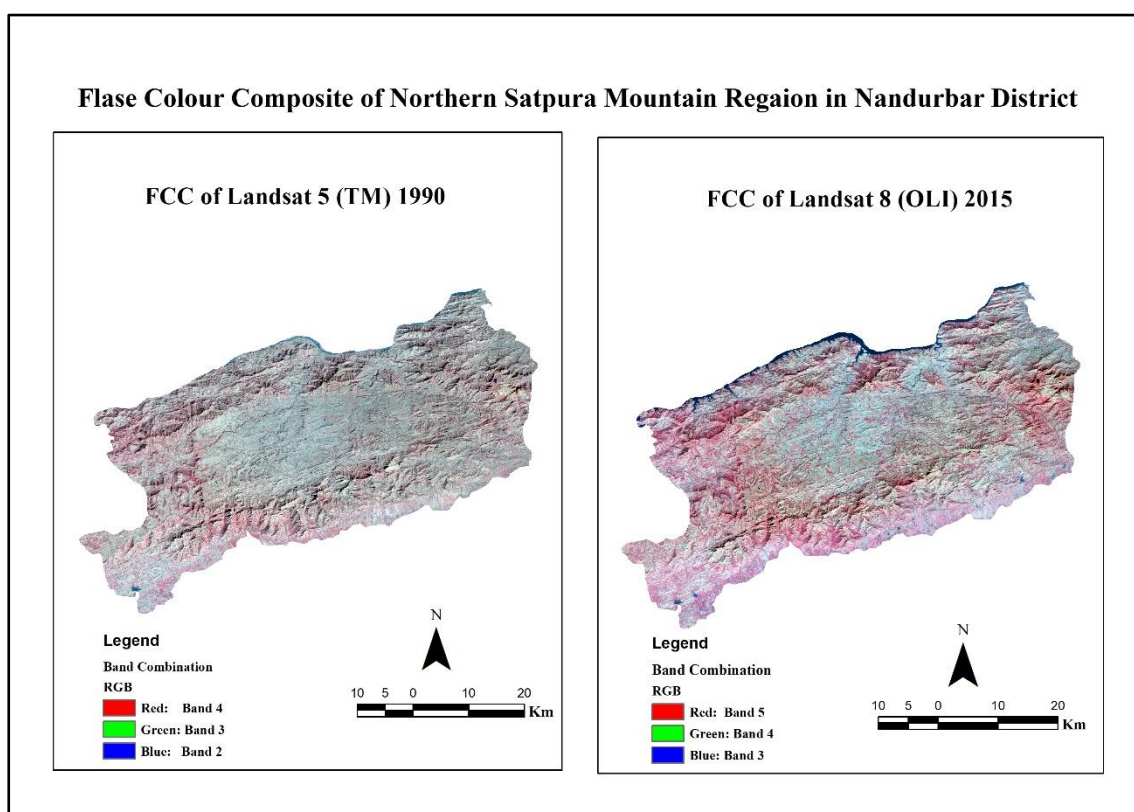 Flase Colour Composite of Northern Satpura Mountain Regaion in Nandurbar District
FCC of Landsat 5 (TM) 1990
N
Legend
Band Combination
RGB
Red: Band 4
Green: Band 3
Blue: Band 2
10 5 0 10 20
Km
FCC of Landsat 8 (OLI) 2015
N
Legend
Band Combination
RGB
Red: Band 5
Green: Band 4
Blue: Band 3
10 5 0 10 20
Km